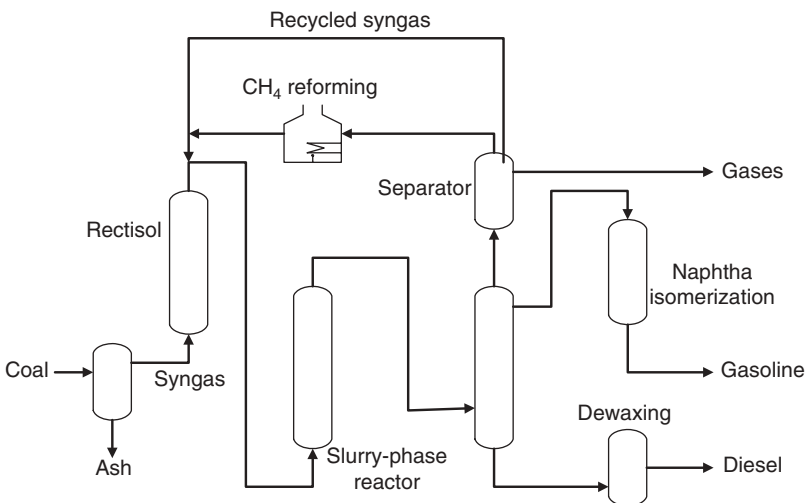 Recycled syngas
CH₄ reforming
Separator
Gases
Rectisol
Naphtha
isomerization
Coal
Syngas
Gasoline
Dewaxing
Ash
Slurry-phase
reactor
Diesel